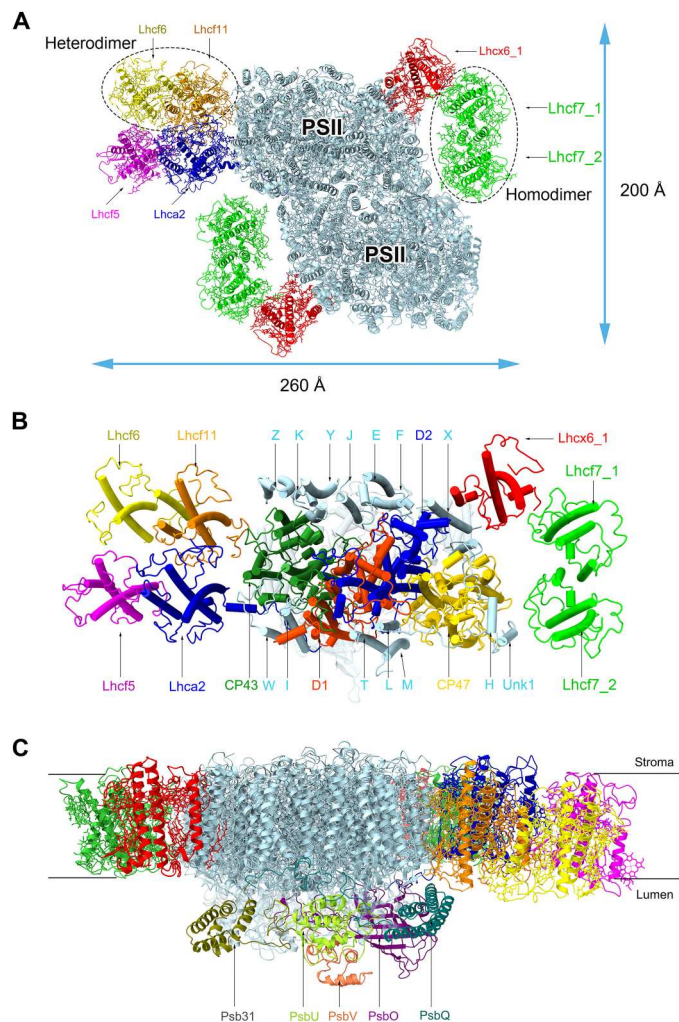 A
Lhcf6 Lhcf11
Heterodimer
Lhcx6_1
PSII
Lhcf7_1
Lhcf7_2
Homodimer
Lhcf5 Lhca2
200 Å
PSII
260 Å
B
Lhcf6 Lhcf11 Z K Y J E F D2 X Lhcx6_1
Lhcf7_1
Lhcf5 Lhca2 CP43 W I D1 T L M CP47 H Unk1 Lhcf7_2
C
Stroma
Lumen
Psb31 PsbU PsbV PsbO PsbQ